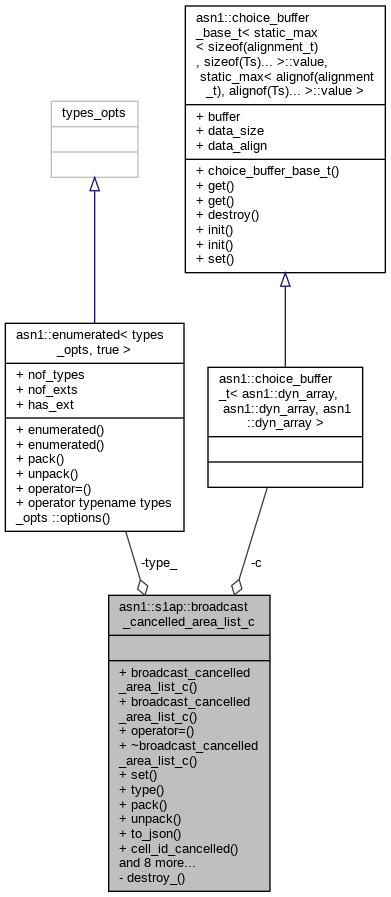 asn1::choice_buffer
_base_t< static_max
< sizeof(alignment_t)
, sizeof(Ts)... >::value,
static_max< alignof(alignment
_t), alignof(Ts)... >::value >
+ buffer
+ data_size
+ data_align
+ choice_buffer_base_t()
+ get()
+ get()
+ destroy()
+ init()
+ init()
+ set()
types_opts
asn1::enumerated< types
_opts, true >
+ nof_types
+ nof_exts
+ has_ext
+ enumerated()
+ enumerated()
+ pack()
+ unpack()
+ operator=()
+ operator typename types
_opts ::options()
asn1::choice_buffer
_t< asn1::dyn_array,
asn1::dyn_array, asn1
::dyn_array >
-type_
-c
asn1::s1ap::broadcast
_cancelled_area_list_c
+ broadcast_cancelled
_area_list_c()
+ broadcast_cancelled
_area_list_c()
+ operator=()
+ ~broadcast_cancelled
_area_list_c()
+ set()
+ type()
+ pack()
+ unpack()
+ to_json()
+ cell_id_cancelled()
and 8 more...
- destroy_()